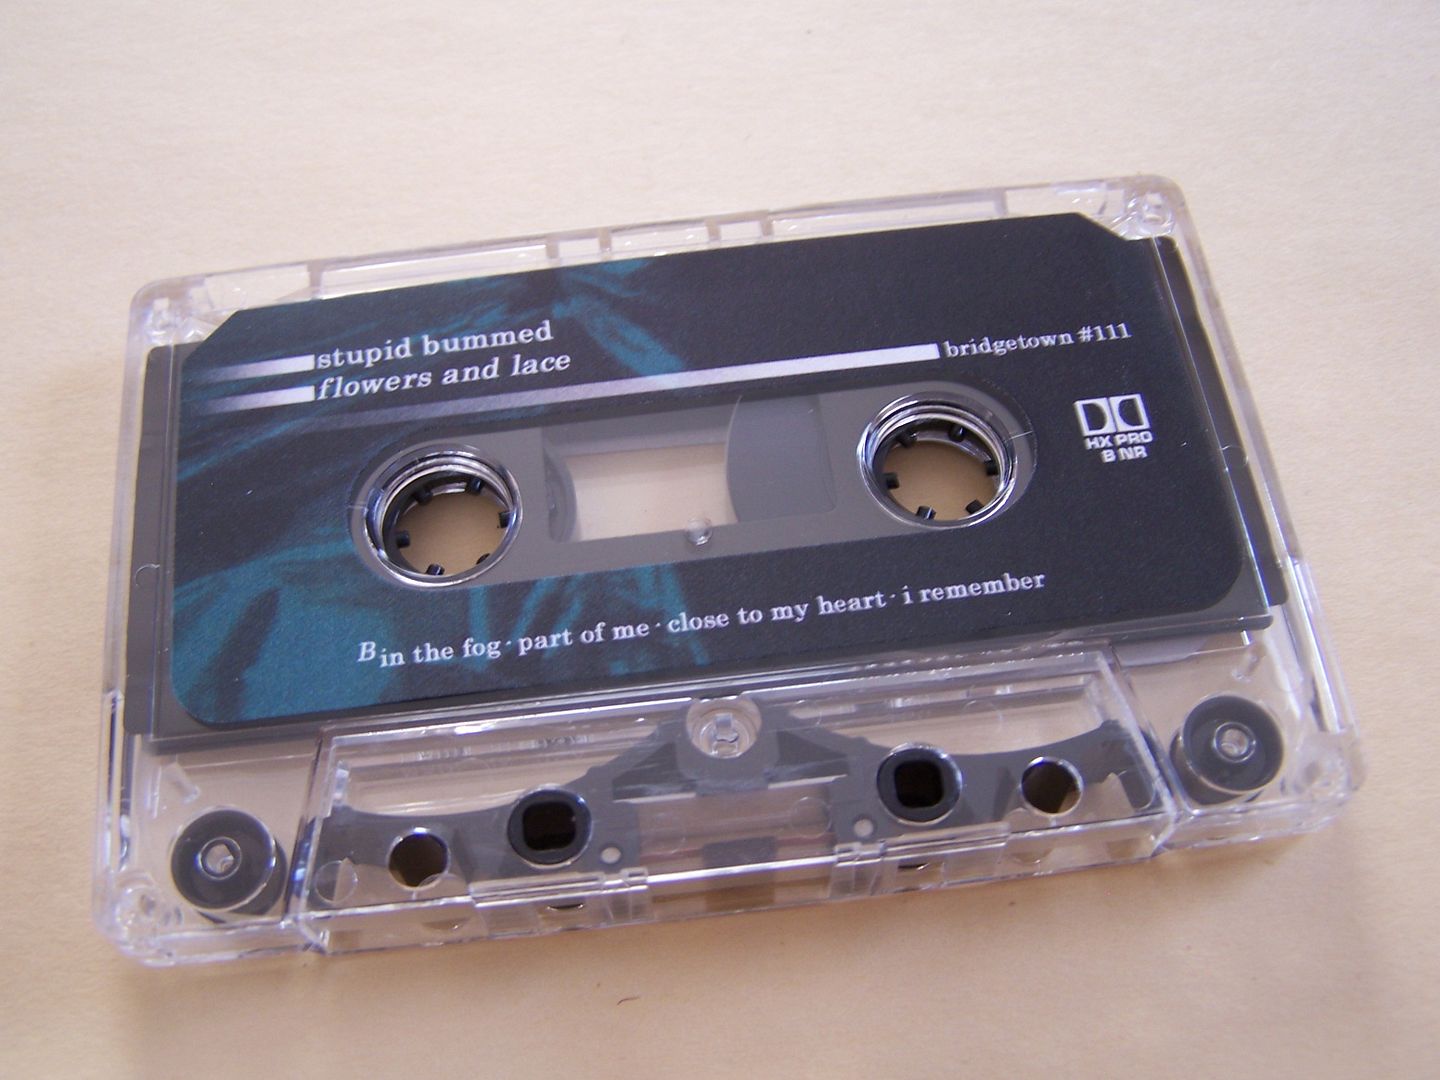 stupid bummed
flowers and lace
bridgetown #111
HX PRO
B NR
B in the fog · part of me · close to my heart · i remember